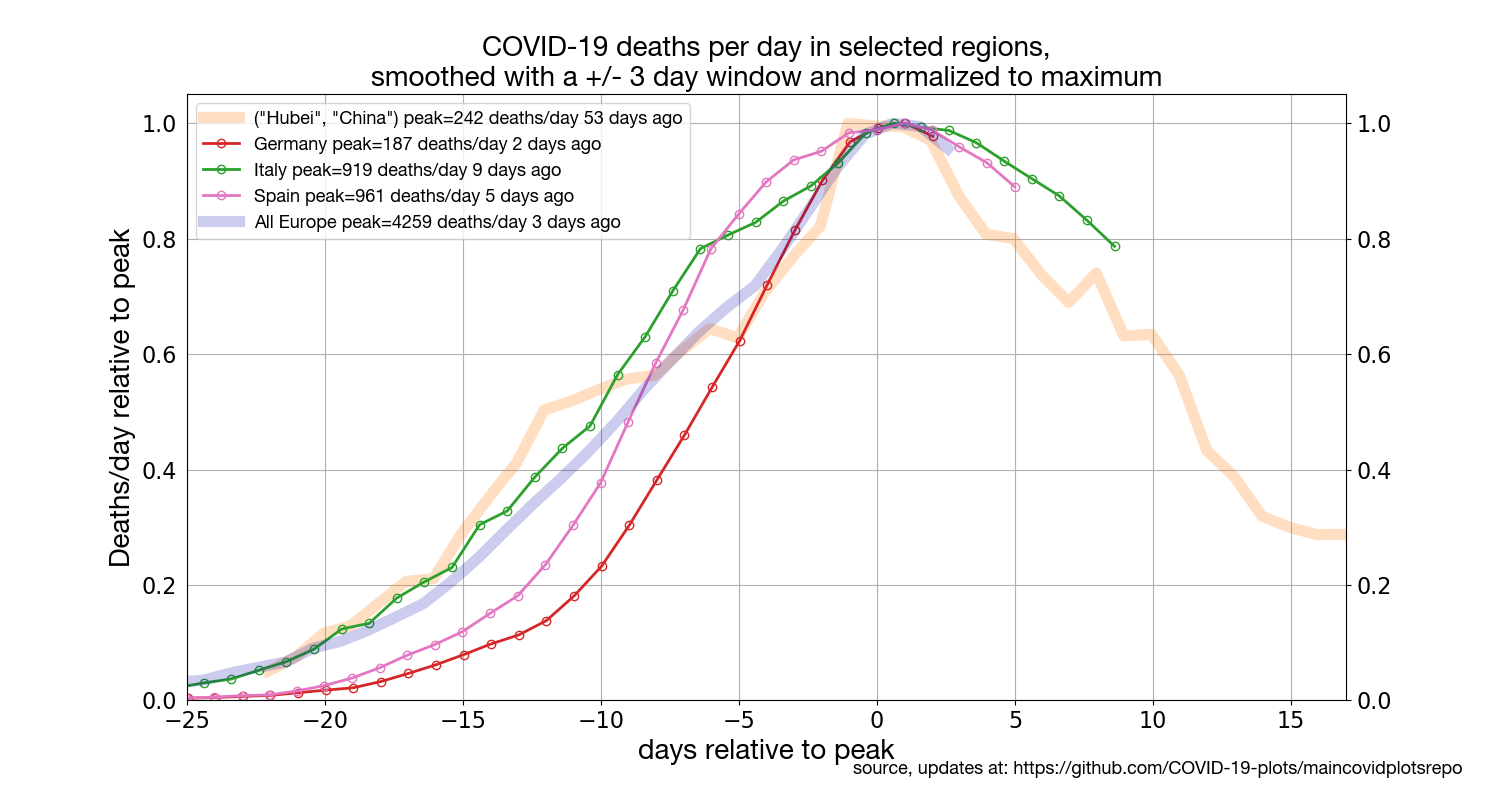 COVID-19 deaths per day in selected regions,
smoothed with a +/- 3 day window and normalized to maximum
("Hubei", "China") peak=242 deaths/day 53 days ago
Germany peak=187 deaths/day 2 days ago
Italy peak=919 deaths/day 9 days ago
Spain peak=961 deaths/day 5 days ago
All Europe peak=4259 deaths/day 3 days ago
Deaths/day relative to peak
1.0
0.8
0.6
0.4
0.2
0.0
1.0
0.8
0.6
0.4
0.2
0.0
−25 −20 −15 −10 −5 0 5 10 15
days relative to peak
source, updates at: https://github.com/COVID-19-plots/maincovidplotsrepo